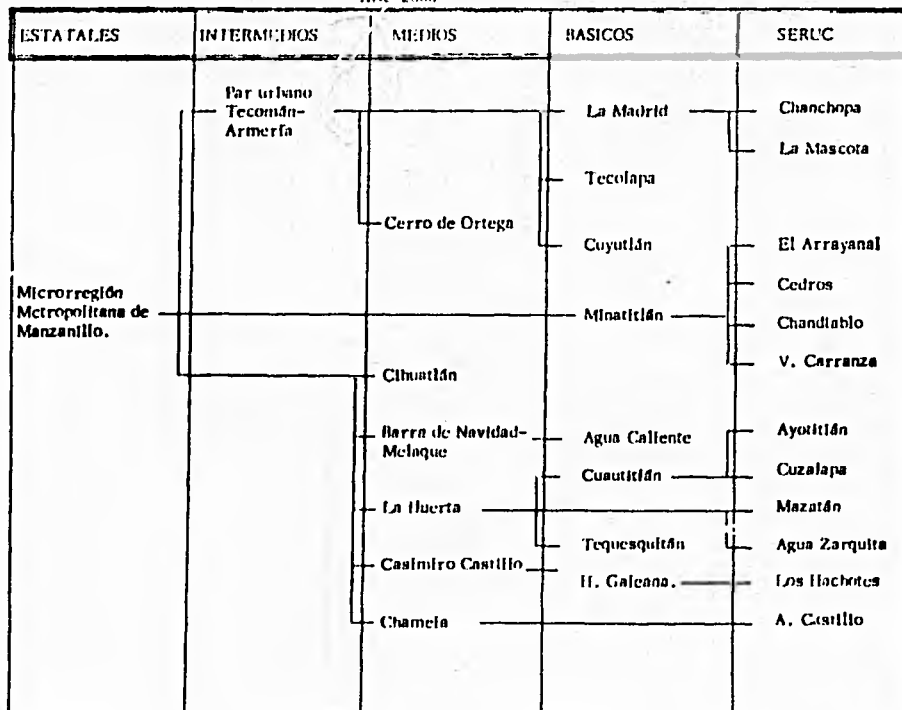 ESTATALES INTERMEDIOS MEDIOS BASICOS SERUC
Par urbano
Tecomán-
Armería
La Madrid
Chanchopa
La Mascota
Tecolapa
Cerro de Ortega
Cuyutlán
El Arrayanal
Microrregión
Metropolitana de
Manzanillo.
Cedros
Minatitlán
Chandiablo
V. Carranza
Cihuatlán
Barra de Navidad-
Melaque
Agua Caliente
Ayotitlán
Cuautitlán
Cuzalapa
La Huerta
Mazatán
Tequesquitán
Agua Zarquita
Casimiro Castillo
H. Galeana.
Los Hachotes
Chamela
A. Castillo